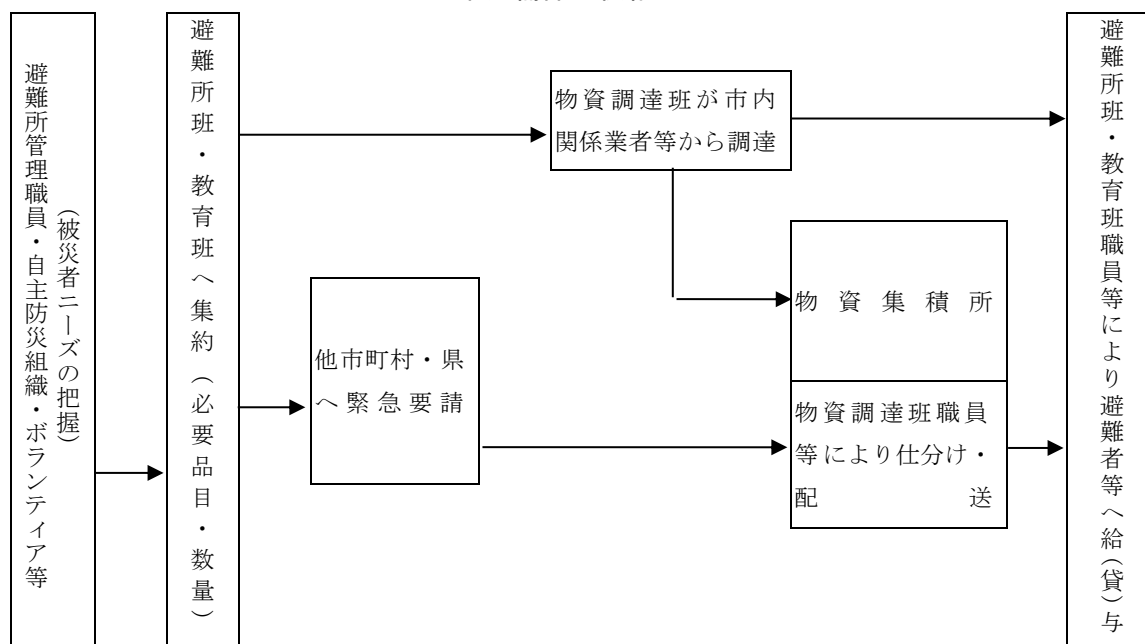 避難所管理職員・自主防災組織・ボランティア等
(被災者ニーズの把握)
避難所班・教育班へ集約(必要品目・数量)
物資調達班が市内
関係業者等から調達
他市町村・県
へ緊急要請
物資集積所
物資調達班職員
等により仕分け・
配送
避難所班・教育班職員等により避難者等へ給(貸)与